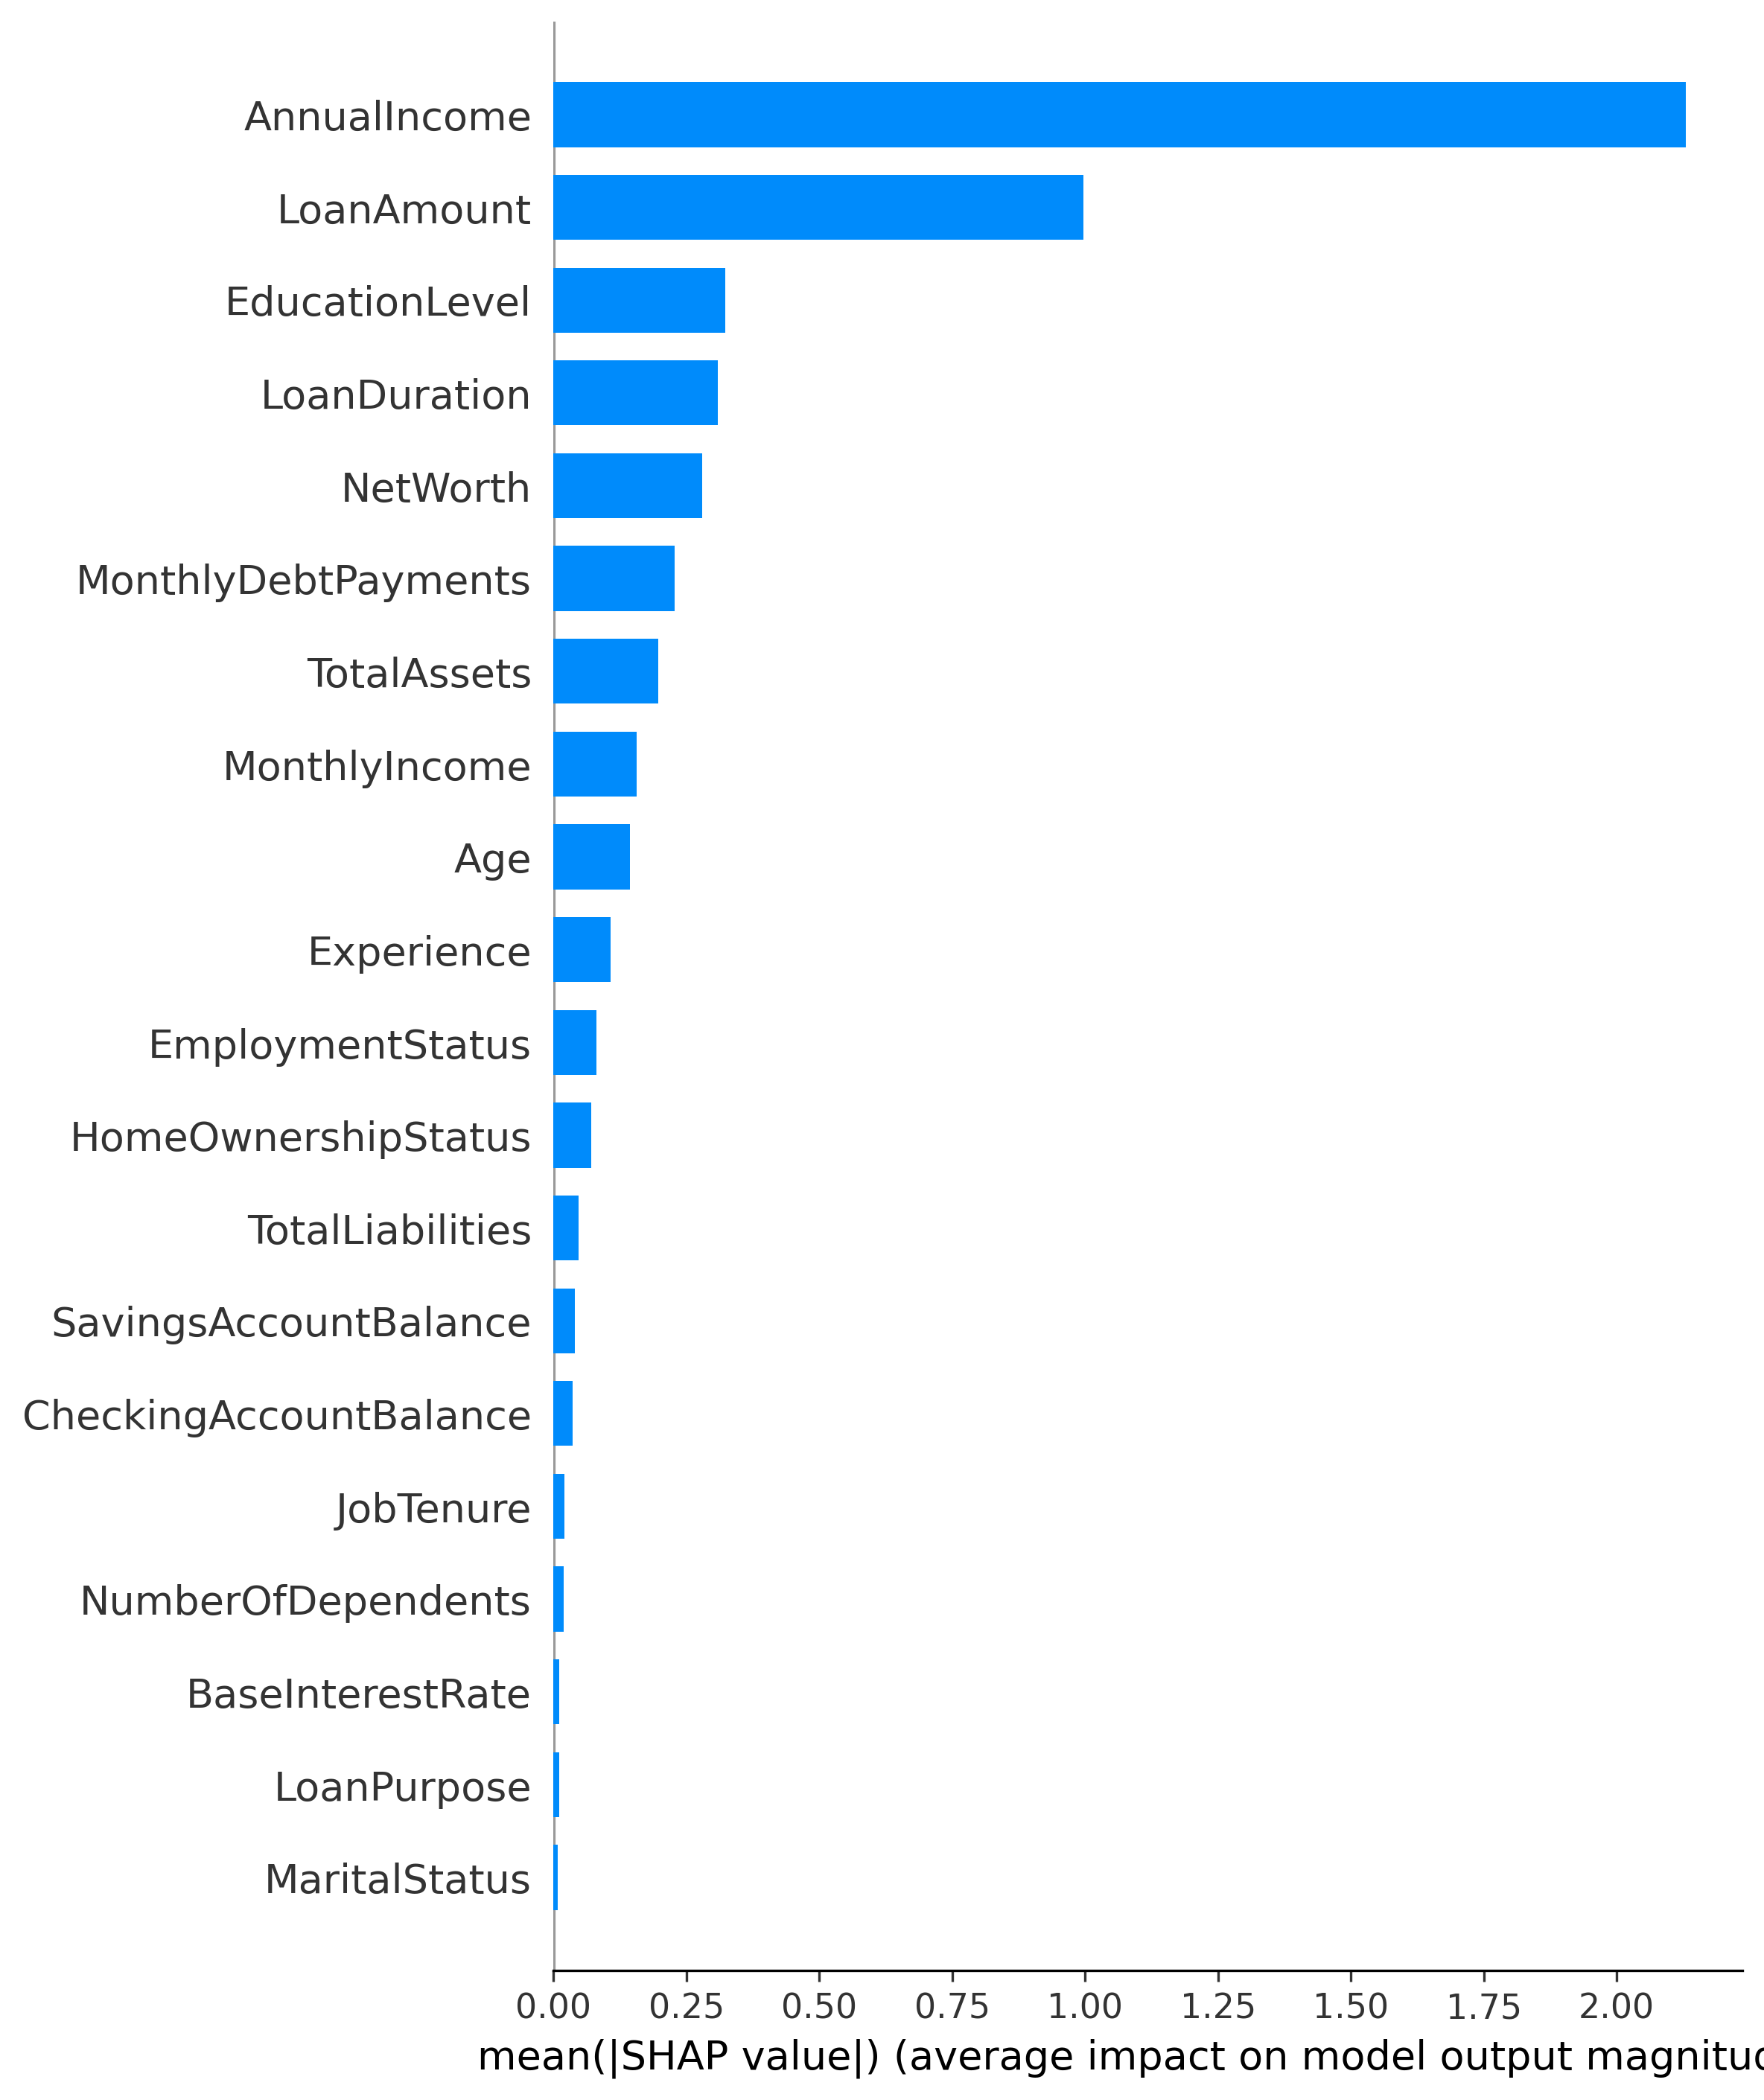 AnnualIncome
LoanAmount
EducationLevel
LoanDuration
NetWorth
MonthlyDebtPayments
TotalAssets
MonthlyIncome
Age
Experience
EmploymentStatus
HomeOwnershipStatus
TotalLiabilities
SavingsAccountBalance
CheckingAccountBalance
JobTenure
NumberOfDependents
BaseInterestRate
LoanPurpose
MaritalStatus
0.00 0.25 0.50 0.75 1.00 1.25 1.50 1.75 2.00
mean(|SHAP value|) (average impact on model output